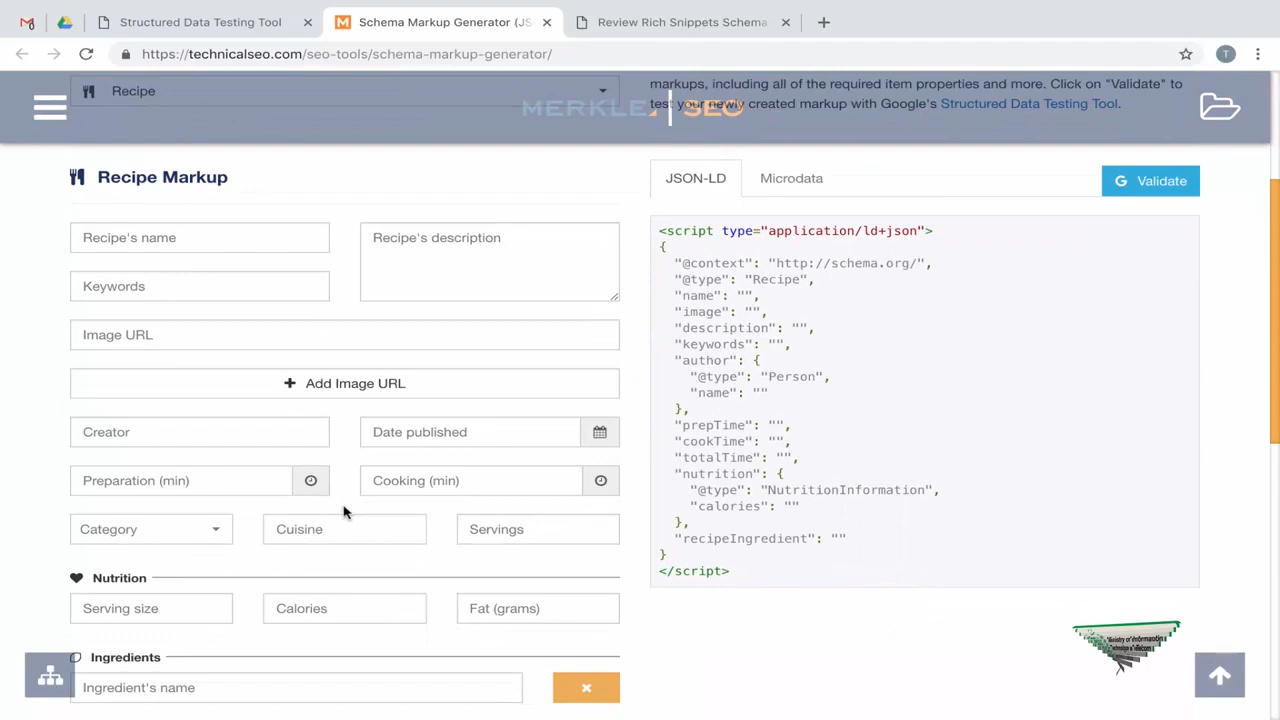 Structured Data Testing Tool
Schema Markup Generator (JS
Review Rich Snippets Schema
https://technicalseo.com/seo-tools/schema-markup-generator/
T
Recipe
markups, including all of the required item properties and more. Click on "Validate" to
test your newly created markup with Google's Structured Data Testing Tool.
MERKLE | SEO
Recipe Markup
JSON-LD
Microdata
G Validate
Recipe's name
Recipe's description
Keywords
Image URL
+ Add Image URL
Creator
Date published
Preparation (min)
Cooking (min)
Category
Cuisine
Servings
Nutrition
Serving size
Calories
Fat (grams)
Ingredients
Ingredient's name
<script type="application/ld+json">
{
"@context": "http://schema.org/",
"@type": "Recipe",
"name": "",
"image": "",
"description": "",
"keywords": "",
"author": {
"@type": "Person",
"name": ""
},
"prepTime": "",
"cookTime": "",
"totalTime": "",
"nutrition": {
"@type": "NutritionInformation",
"calories": ""
},
"recipeIngredient": ""
}
</script>
Ministry of Information